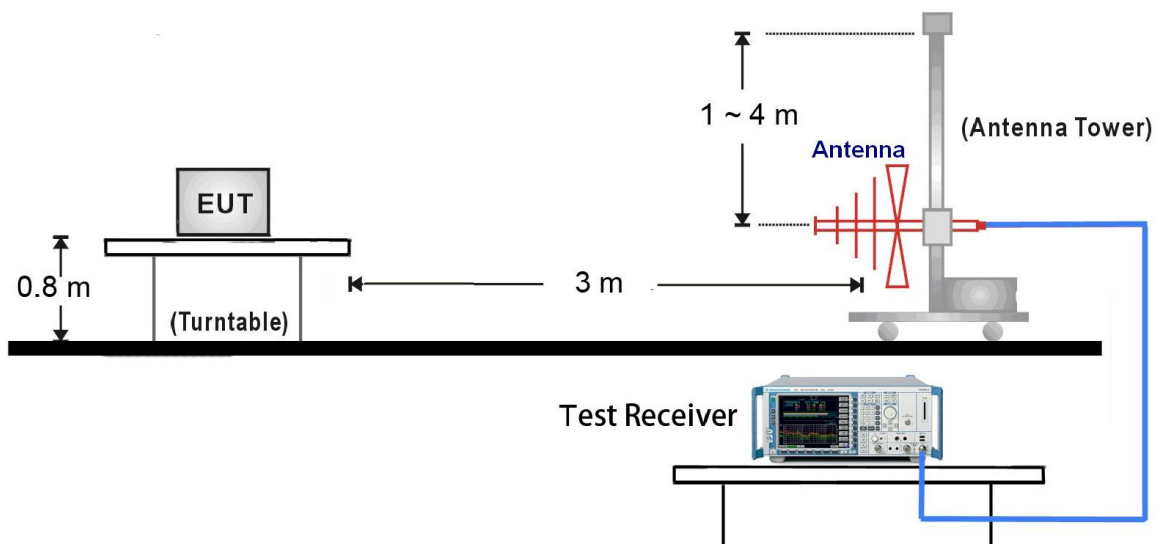 1 ~ 4 m
(Antenna Tower)
Antenna
EUT
0.8 m
3 m
(Turntable)
Test Receiver